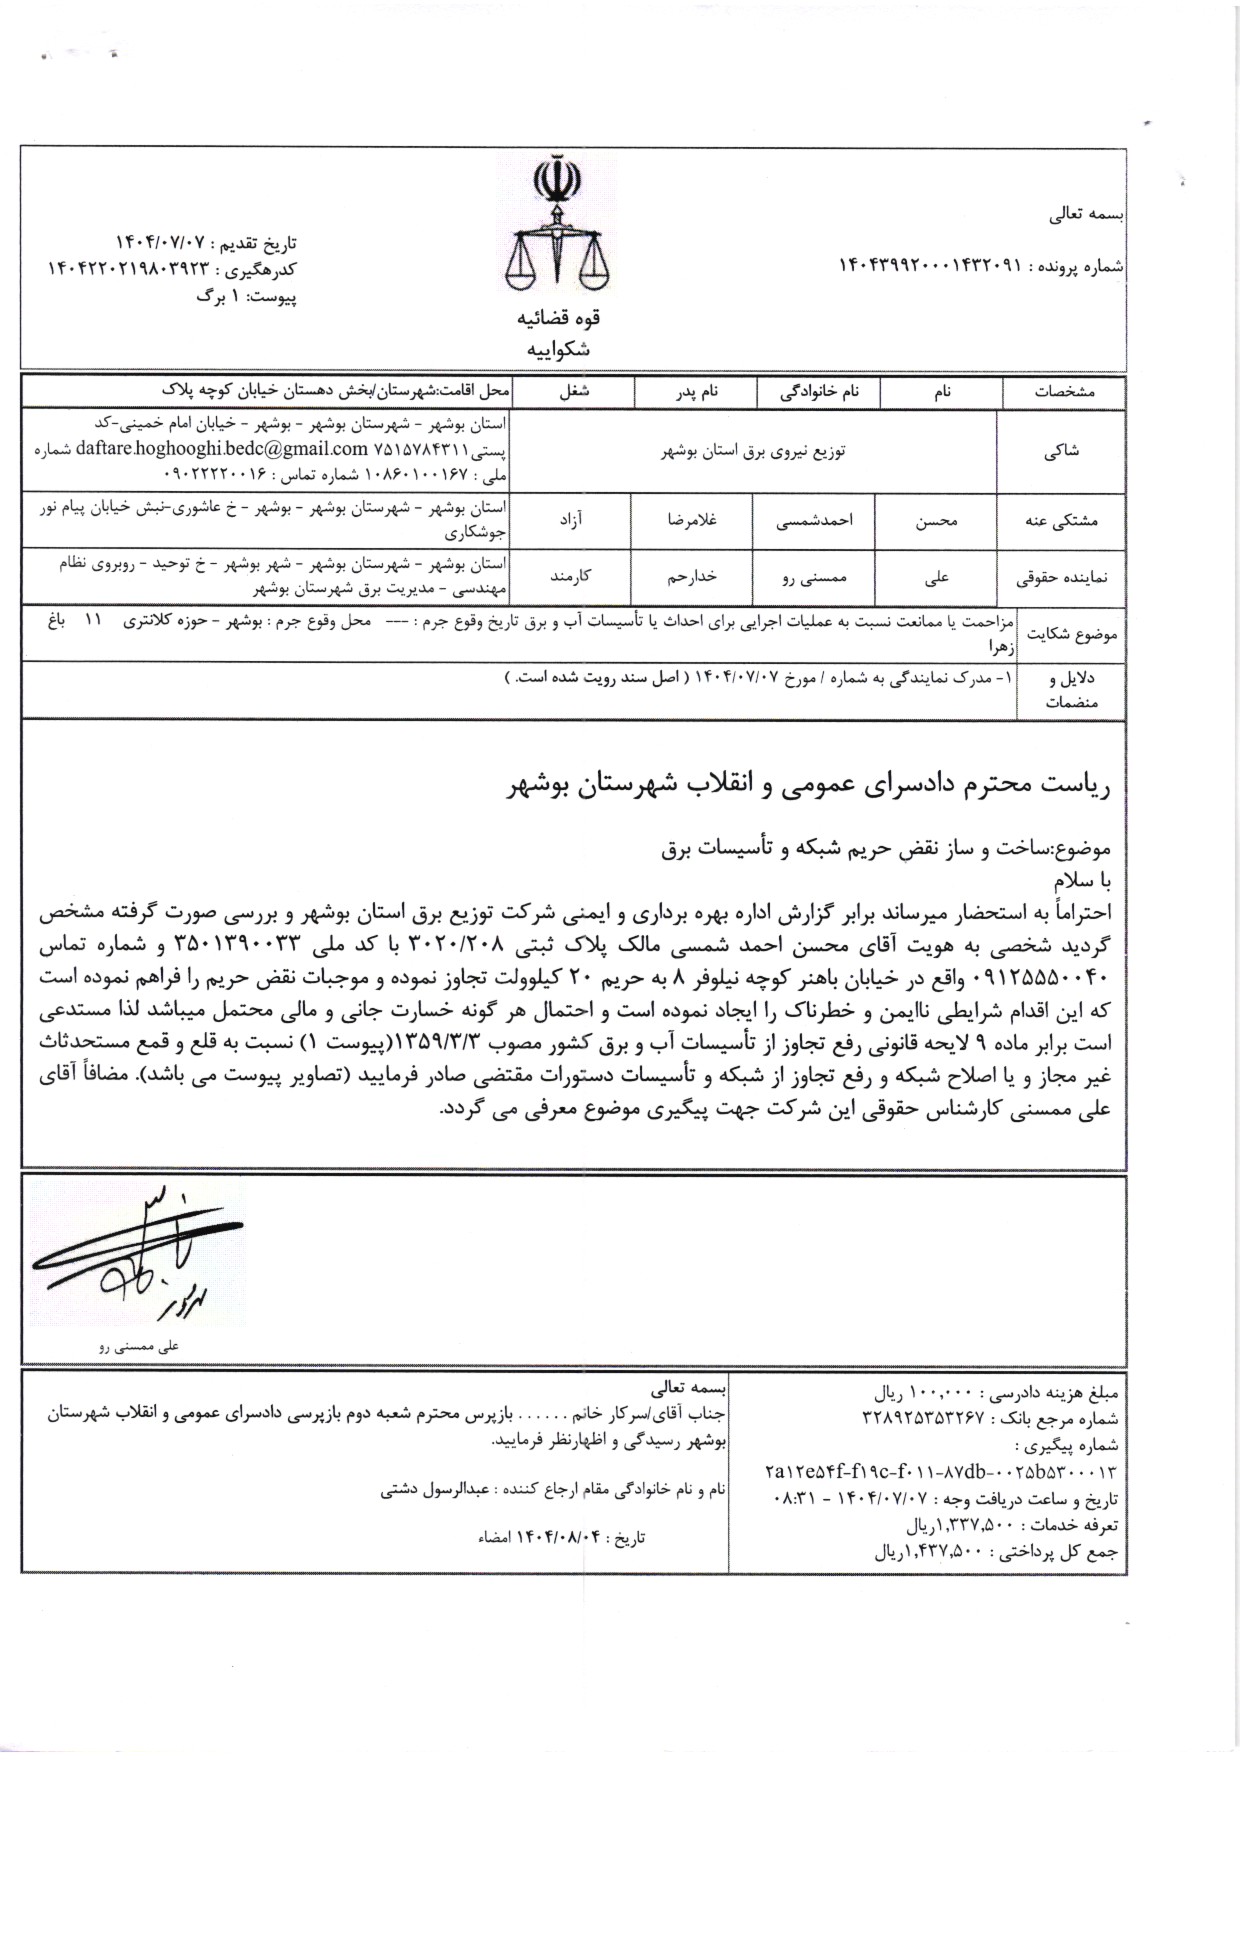 بسمه تعالی
شماره پرونده : ۱۴۰۴۳۹۹۲۰۰۰۱۴۳۲۰۹۱
قوه قضائیه
شکواییه
تاریخ تقدیم : ۱۴۰۴/۰۷/۰۷
کدرهگیری : ۱۴۰۴۲۲۰۲۱۹۸۰۳۹۲۳
پیوست: ۱ برگ
مشخصات نام نام خانوادگی نام پدر شغل محل اقامت:شهرستان/بخش دهستان خیابان کوچه پلاک
شاکی توزیع نیروی برق استان بوشهر استان بوشهر - شهرستان بوشهر - بوشهر - خیابان امام خمینی-کد
پستی۷۵۱۵۷۸۴۳۱۱ daftare.hoghooghi.bedc@gmail.com شماره
ملی : ۱۰۸۶۰۱۰۰۱۶۷ شماره تماس : ۰۹۰۲۲۲۲۰۰۱۶
مشتکی عنه محسن احمدشمسی غلامرضا آزاد استان بوشهر - شهرستان بوشهر - بوشهر - خ عاشوری-نبش خیابان پیام نور
جوشکاری
نماینده حقوقی علی ممسنی رو خدارحم کارمند استان بوشهر - شهرستان بوشهر - شهر بوشهر - خ توحید - روبروی نظام
مهندسی - مدیریت برق شهرستان بوشهر
موضوع شکایت مزاحمت یا ممانعت نسبت به عملیات اجرایی برای احداث یا تأسیسات آب و برق تاریخ وقوع جرم : --- محل وقوع جرم : بوشهر - حوزه کلانتری ۱۱ باغ
زهرا
دلایل و منضمات ۱- مدرک نمایندگی به شماره / مورخ ۱۴۰۴/۰۷/۰۷ ( اصل سند رویت شده است. )
ریاست محترم دادسرای عمومی و انقلاب شهرستان بوشهر
موضوع:ساخت و ساز نقض حریم شبکه و تأسیسات برق
با سلام
احتراماً به استحضار میرساند برابر گزارش اداره بهره برداری و ایمنی شرکت توزیع برق استان بوشهر و بررسی صورت گرفته مشخص
گردید شخصی به هویت آقای محسن احمد شمسی مالک پلاک ثبتی ۳۰۲۰/۲۰۸ با کد ملی ۳۵۰۱۳۹۰۰۳۳ و شماره تماس
۰۹۱۲۵۵۵۰۰۴۰ واقع در خیابان باهنر کوچه نیلوفر ۸ به حریم ۲۰ کیلوولت تجاوز نموده و موجبات نقض حریم را فراهم نموده است
که این اقدام شرایطی ناایمن و خطرناک را ایجاد نموده است و احتمال هر گونه خسارت جانی و مالی محتمل میباشد لذا مستدعی
است برابر ماده ۹ لایحه قانونی رفع تجاوز از تأسیسات آب و برق کشور مصوب ۱۳۵۹/۳/۳(پیوست ۱) نسبت به قلع و قمع مستحدثاث
غیر مجاز و یا اصلاح شبکه و رفع تجاوز از شبکه و تأسیسات دستورات مقتضی صادر فرمایید (تصاویر پیوست می باشد). مضافاً آقای
علی ممسنی کارشناس حقوقی این شرکت جهت پیگیری موضوع معرفی می گردد.
علی ممسنی رو
مبلغ هزینه دادرسی : ۱۰۰,۰۰۰ ریال
شماره مرجع بانک : ۳۲۸۹۲۵۳۵۳۲۶۷
شماره پیگیری :
۲a۱۲e۵۴f-f۱۹c-f۰۱۱-۸۷db-۰۰۲۵b۵۳۰۰۰۱۳
تاریخ و ساعت دریافت وجه : ۱۴۰۴/۰۷/۰۷ - ۰۸:۳۱
تعرفه خدمات : ۱,۳۳۷,۵۰۰ریال
جمع کل پرداختی : ۱,۴۳۷,۵۰۰ریال
بسمه تعالی
جناب آقای/سرکار خانم ...... بازپرس محترم شعبه دوم بازپرسی دادسرای عمومی و انقلاب شهرستان
بوشهر رسیدگی و اظهارنظر فرمایید.
نام و نام خانوادگی مقام ارجاع کننده : عبدالرسول دشتی
تاریخ : ۱۴۰۴/۰۸/۰۴ امضاء